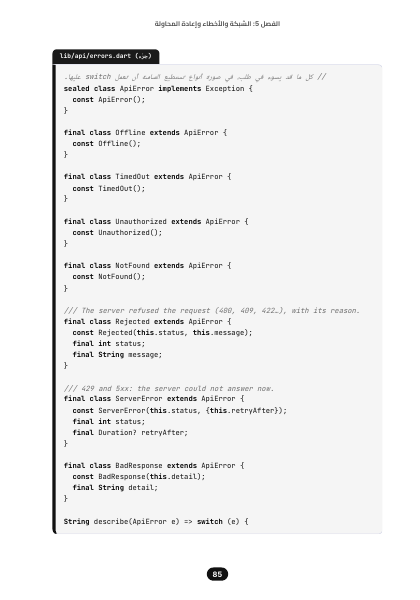 الفصل 5: الشبكة والأخطاء وإعادة المحاولة
lib/api/errors.dart (جزء)
// كل ما قد يسوء في طلب، في صورة أنواع تستطيع الشاشة أن تعمل switch عليها.
sealed class ApiError implements Exception {
  const ApiError();
}
final class Offline extends ApiError {
  const Offline();
}
final class TimedOut extends ApiError {
  const TimedOut();
}
final class Unauthorized extends ApiError {
  const Unauthorized();
}
final class NotFound extends ApiError {
  const NotFound();
}
/// The server refused the request (400, 409, 422…), with its reason.
final class Rejected extends ApiError {
  const Rejected(this.status, this.message);
  final int status;
  final String message;
}
/// 429 and 5xx: the server could not answer now.
final class ServerError extends ApiError {
  const ServerError(this.status, {this.retryAfter});
  final int status;
  final Duration? retryAfter;
}
final class BadResponse extends ApiError {
  const BadResponse(this.detail);
  final String detail;
}
String describe(ApiError e) => switch (e) {
85